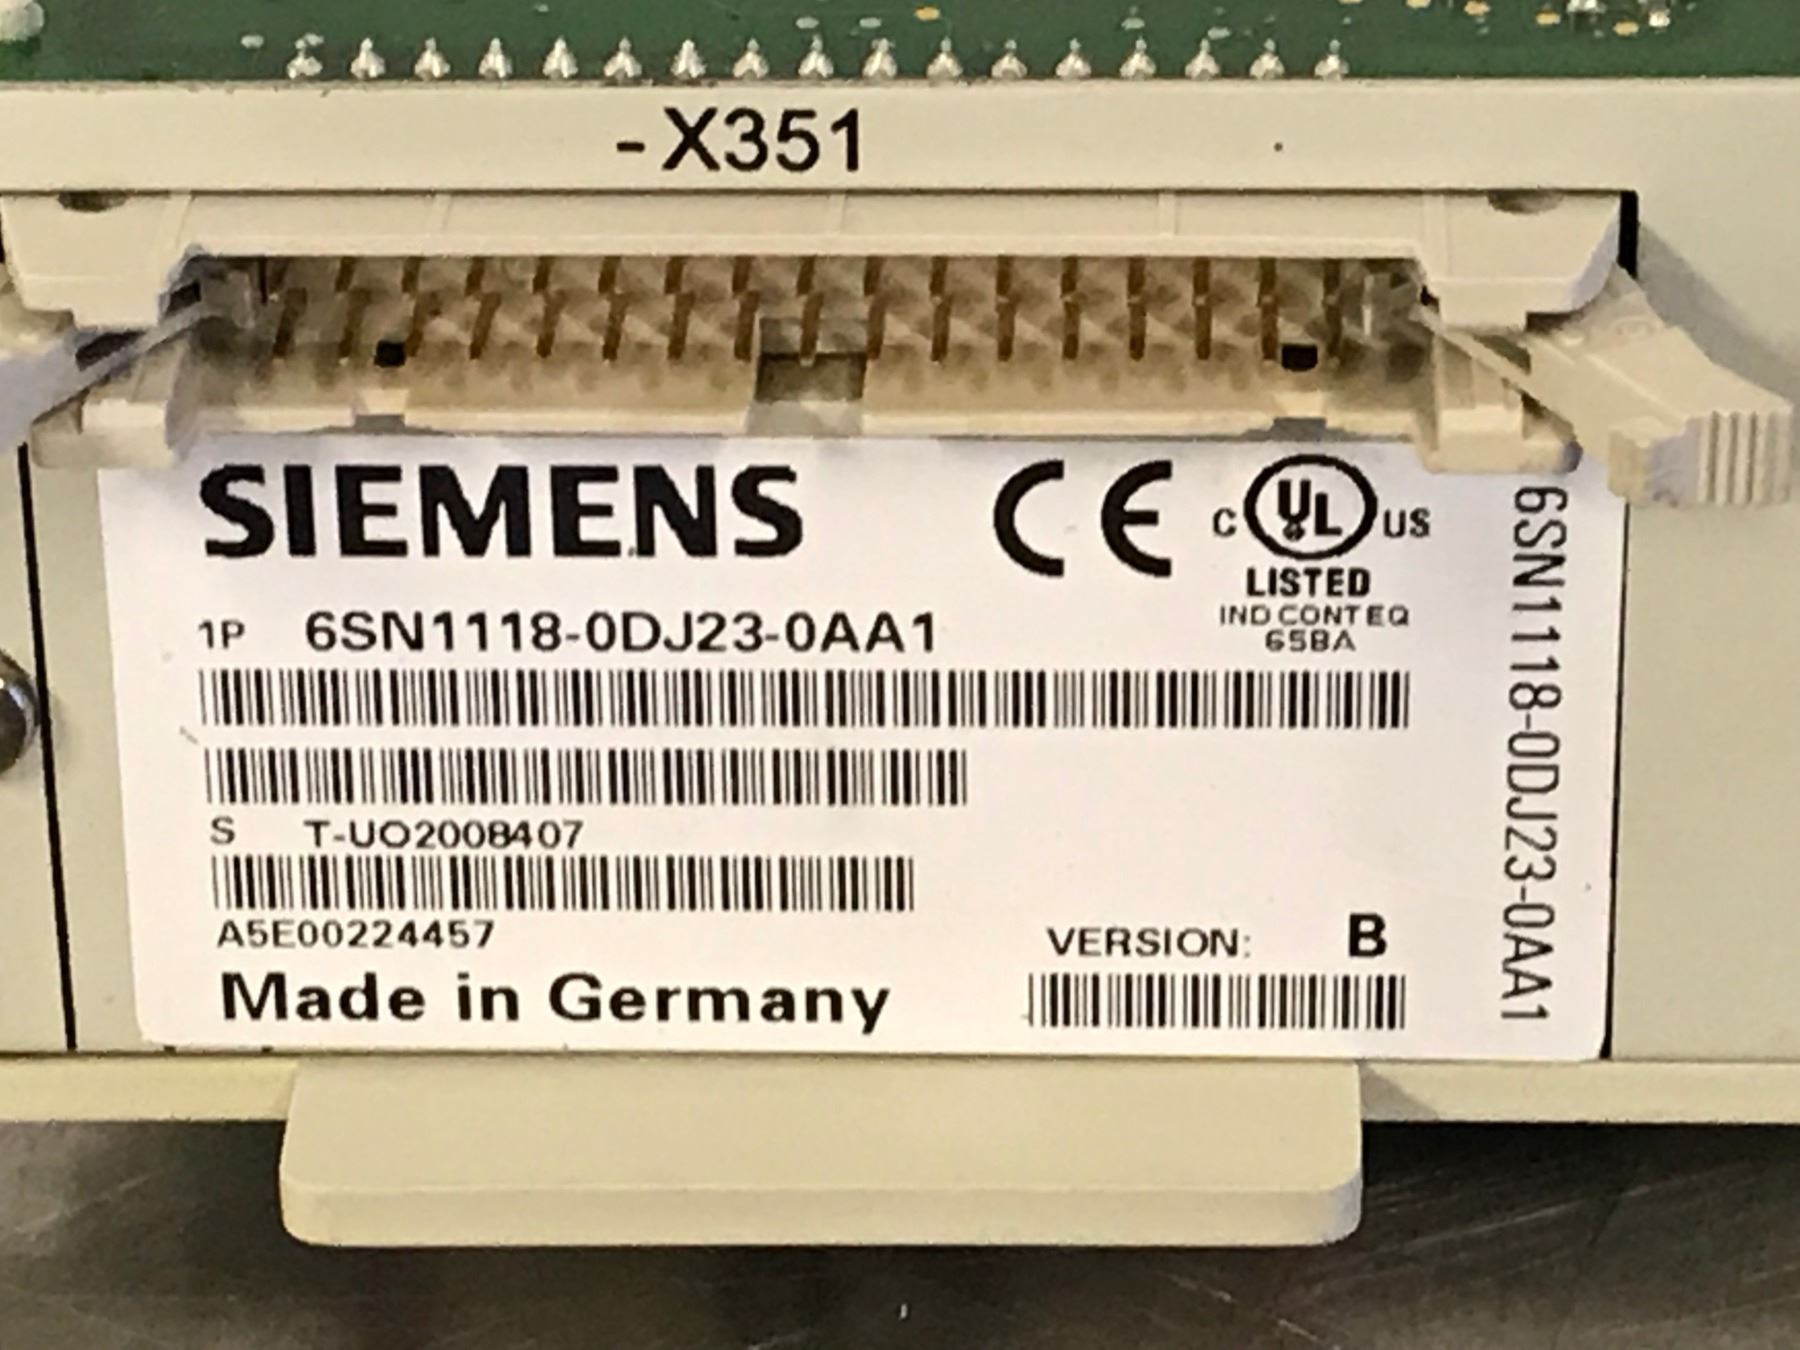 -X351
SIEMENS
CE
C UL US
LISTED
IND CONT EQ
65BA
1P 6SN1118-0DJ23-0AA1
S T-UO2008407
A5E00224457
VERSION: B
Made in Germany
6SN1118-0DJ23-0AA1